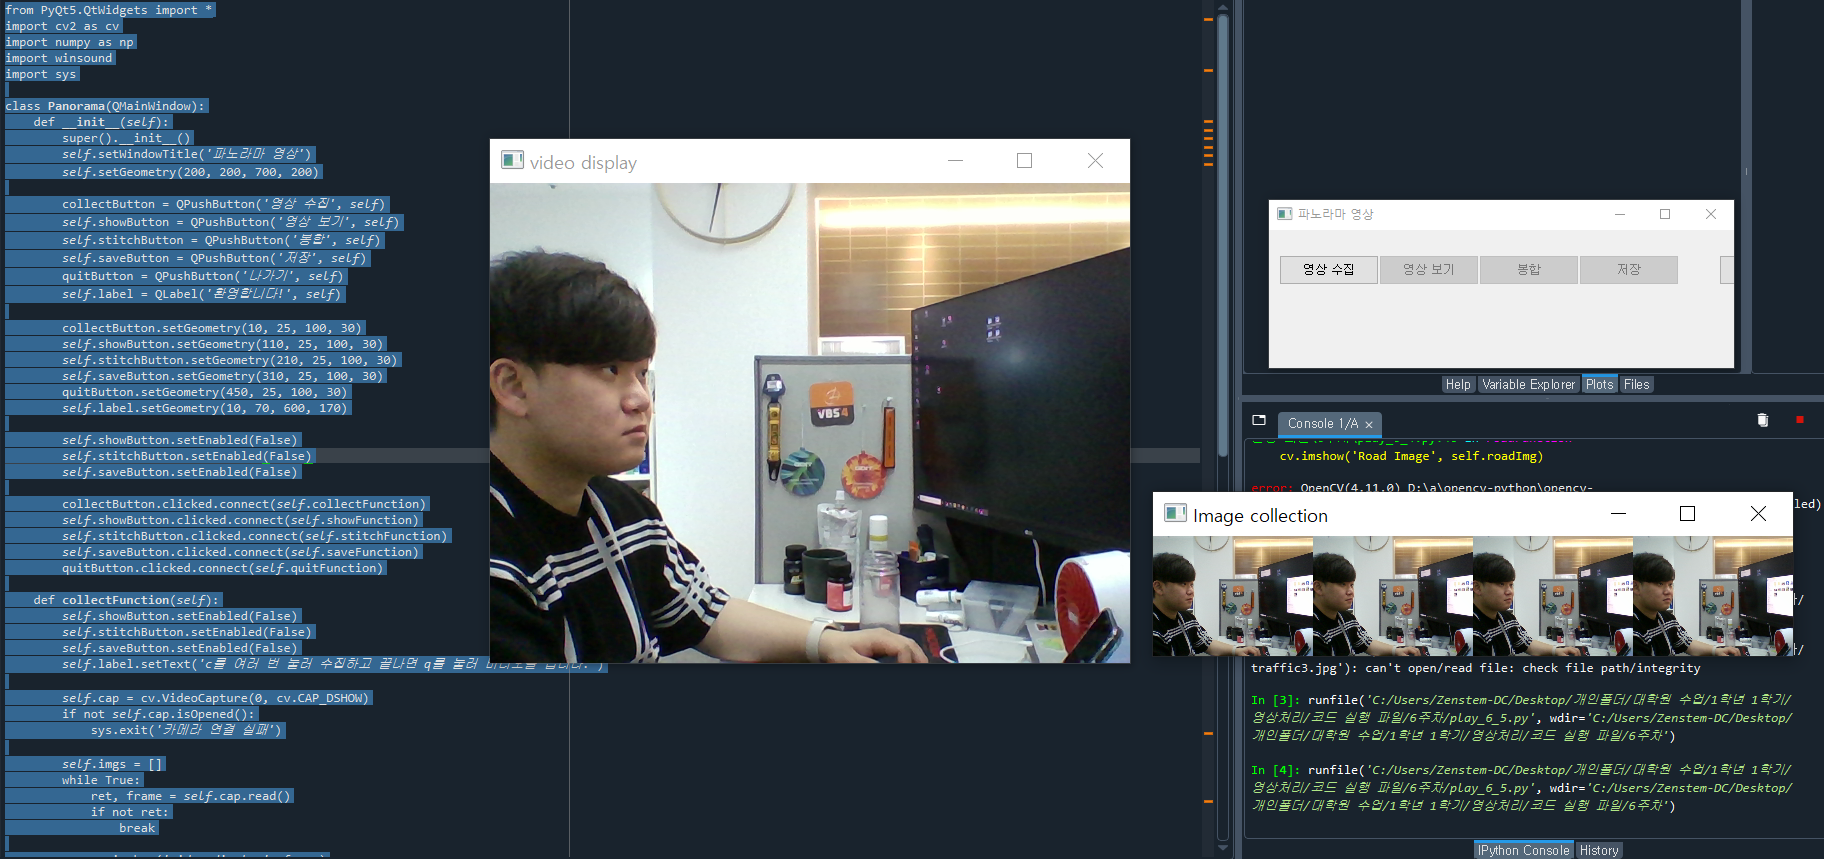 from PyQt5.QtWidgets import *
import cv2 as cv
import numpy as np
import winsound
import sys
class Panorama(QMainWindow):
def __init__(self):
super().__init__()
self.setWindowTitle('파노라마 영상')
self.setGeometry(200, 200, 700, 200)
collectButton = QPushButton('영상 수집', self)
self.showButton = QPushButton('영상 보기', self)
self.stitchButton = QPushButton('봉합', self)
self.saveButton = QPushButton('저장', self)
quitButton = QPushButton('나가기', self)
self.label = QLabel('환영합니다!', self)
collectButton.setGeometry(10, 25, 100, 30)
self.showButton.setGeometry(110, 25, 100, 30)
self.stitchButton.setGeometry(210, 25, 100, 30)
self.saveButton.setGeometry(310, 25, 100, 30)
quitButton.setGeometry(450, 25, 100, 30)
self.label.setGeometry(10, 70, 600, 170)
self.showButton.setEnabled(False)
self.stitchButton.setEnabled(False)
self.saveButton.setEnabled(False)
collectButton.clicked.connect(self.collectFunction)
self.showButton.clicked.connect(self.showFunction)
self.stitchButton.clicked.connect(self.stitchFunction)
self.saveButton.clicked.connect(self.saveFunction)
quitButton.clicked.connect(self.quitFunction)
def collectFunction(self):
self.showButton.setEnabled(False)
self.stitchButton.setEnabled(False)
self.saveButton.setEnabled(False)
self.label.setText('c를 여러 번 눌러 수집하고 끝나면 q를 눌러
self.cap = cv.VideoCapture(0, cv.CAP_DSHOW)
if not self.cap.isOpened():
sys.exit('카메라 연결 실패')
self.imgs = []
while True:
ret, frame = self.cap.read()
if not ret:
break
video display
VBS4
파노라마 영상
영상 수집
영상 보기
봉합
저장
Help
Variable Explorer
Plots
Files
Console 1/A
cv.imshow('Road Image', self.roadImg)
error: OpenCV(4.11.0) D:\a\opencv-python\opencv-
led)
Image collection
traffic3.jpg'): can't open/read file: check file path/integrity
In [3]: runfile('C:/Users/Zenstem-DC/Desktop/개인폴더/대학원 수업/1학년 1학기/
영상처리/코드 실행 파일/6주차/play_6_5.py', wdir='C:/Users/Zenstem-DC/Desktop/
개인폴더/대학원 수업/1학년 1학기/영상처리/코드 실행 파일/6주차')
In [4]: runfile('C:/Users/Zenstem-DC/Desktop/개인폴더/대학원 수업/1학년 1학기/
영상처리/코드 실행 파일/6주차/play_6_5.py', wdir='C:/Users/Zenstem-DC/Desktop/
개인폴더/대학원 수업/1학년 1학기/영상처리/코드 실행 파일/6주차')
IPython Console
History